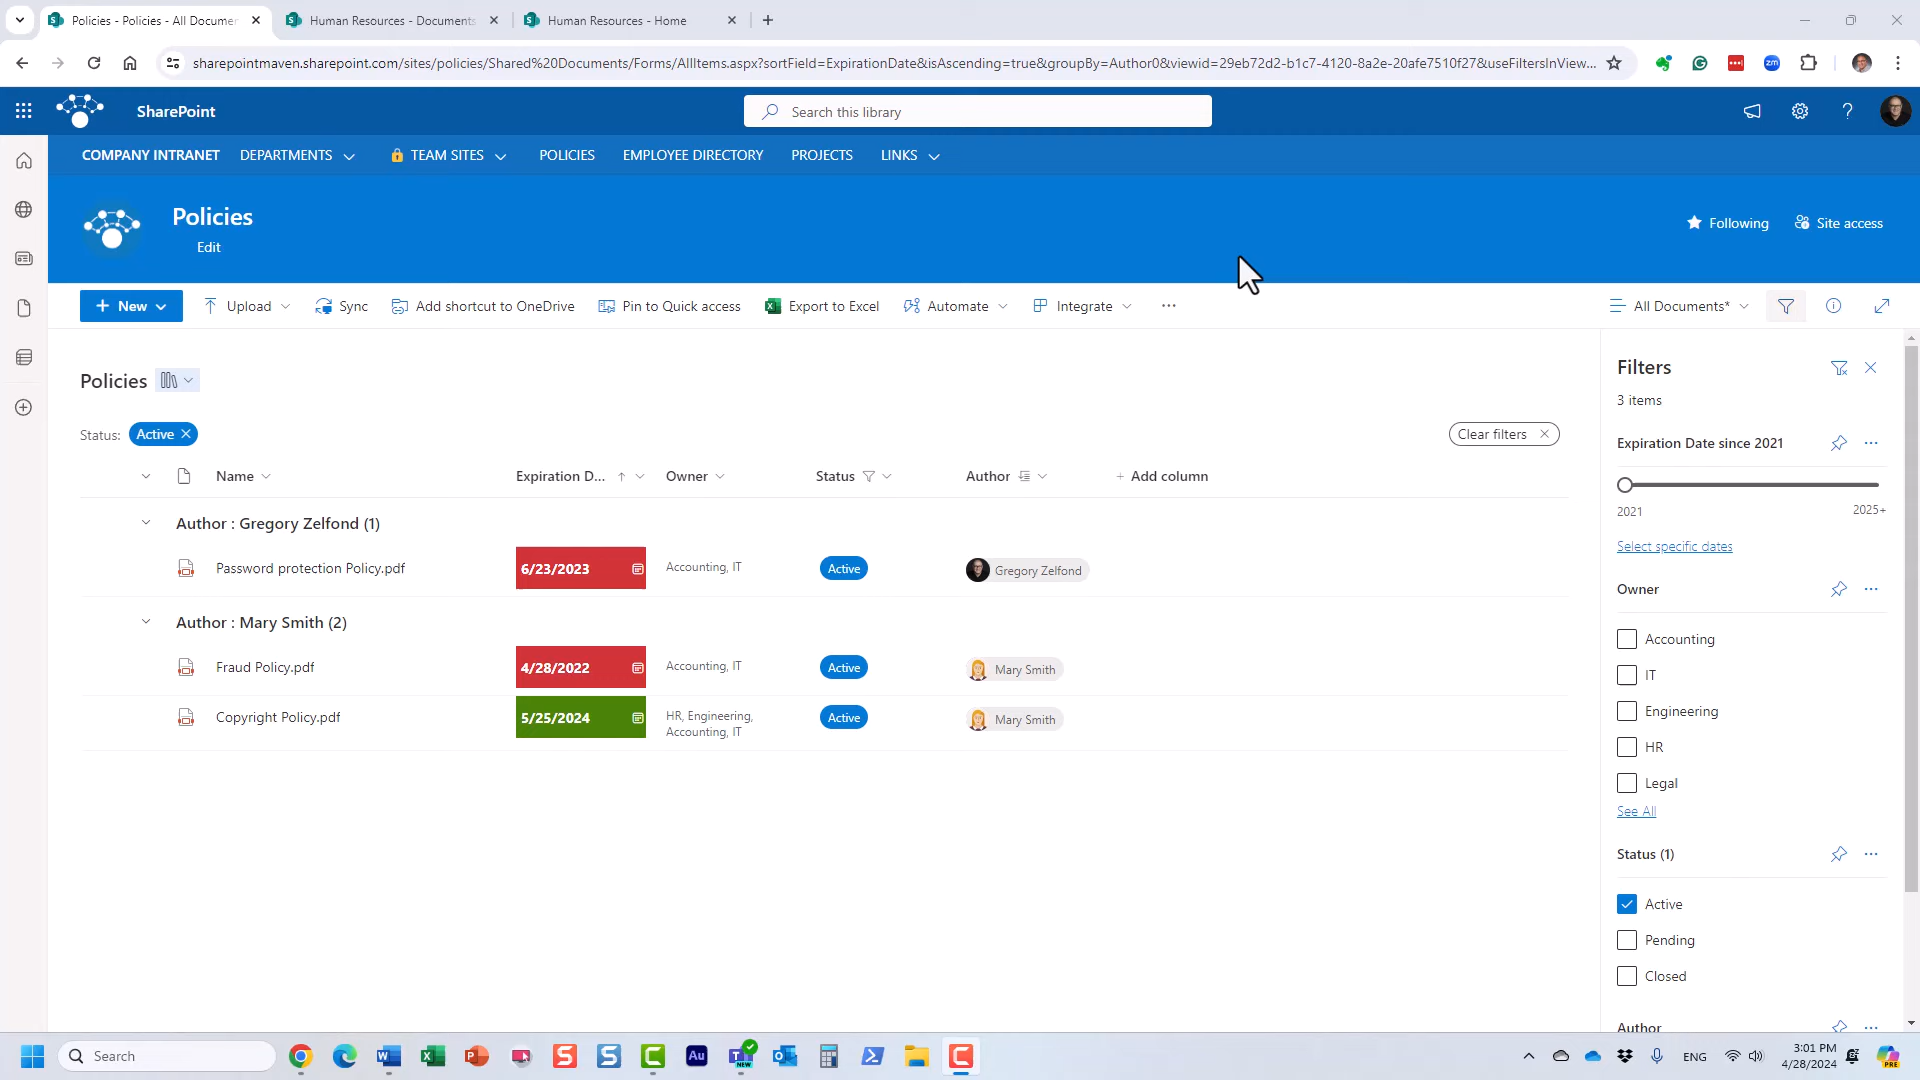 Policies - Policies - All Documen
Human Resources - Documents
Human Resources - Home
sharepointmaven.sharepoint.com/sites/policies/Shared%20Documents/Forms/AllItems.aspx?sortField=ExpirationDate&isAscending=true&groupBy=Author0&viewid=29eb72d2-b1c7-4120-8a2e-20afe7510f27&useFiltersInView...
SharePoint
Search this library
COMPANY INTRANET
DEPARTMENTS
TEAM SITES
POLICIES
EMPLOYEE DIRECTORY
PROJECTS
LINKS
Policies
Edit
Following
Site access
+ New
Upload
Sync
Add shortcut to OneDrive
Pin to Quick access
Export to Excel
Automate
Integrate
...
All Documents*
Policies
Status: Active
Clear filters
Name
Expiration D...
Owner
Status
Author
+ Add column
Author : Gregory Zelfond (1)
Password protection Policy.pdf
6/23/2023
Accounting, IT
Active
Gregory Zelfond
Author : Mary Smith (2)
Fraud Policy.pdf
4/28/2022
Accounting, IT
Active
Mary Smith
Copyright Policy.pdf
5/25/2024
HR, Engineering,
Accounting, IT
Active
Mary Smith
Filters
3 items
Expiration Date since 2021
2021
2025+
Select specific dates
Owner
Accounting
IT
Engineering
HR
Legal
See All
Status (1)
Active
Pending
Closed
Author
Search
Au
NEW
ENG
3:01 PM
4/28/2024
PRE